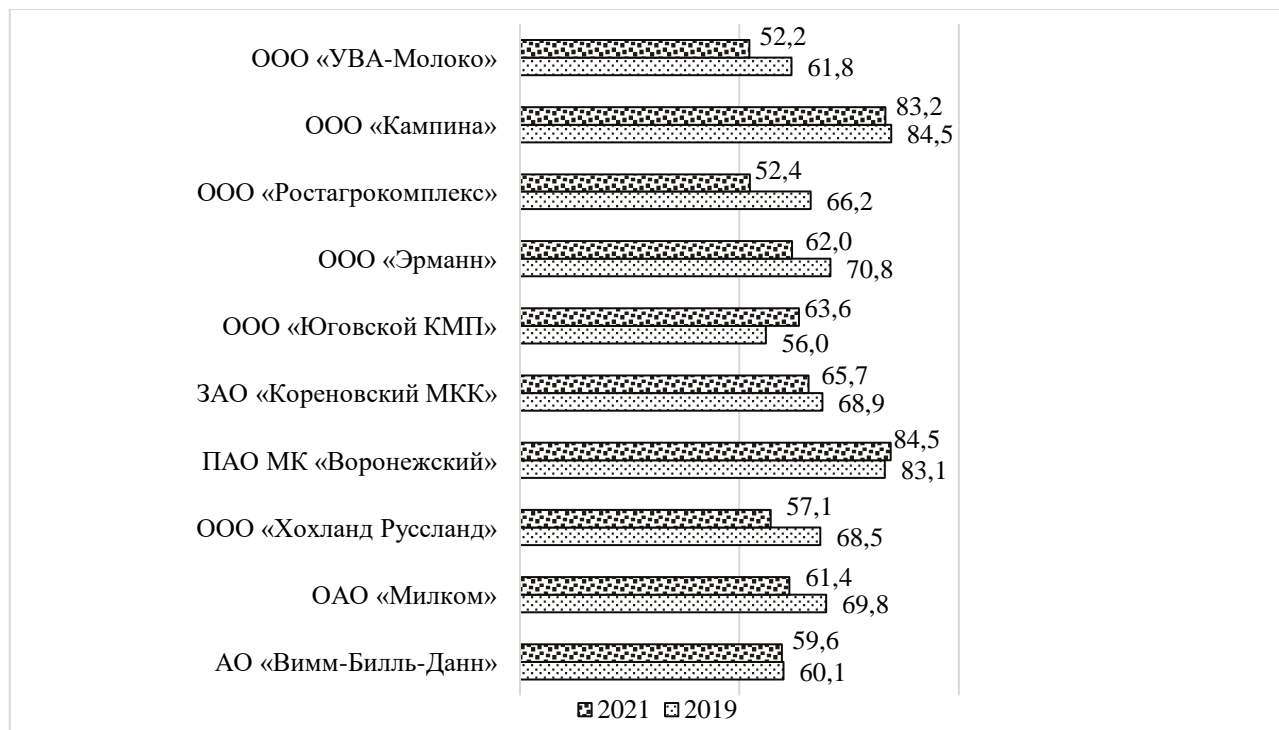 ООО «УВА-Молоко»
52,2
61,8
ООО «Кампина»
83,2
84,5
ООО «Ростагрокомплекс»
52,4
66,2
ООО «Эрманн»
62,0
70,8
ООО «Юговской КМП»
63,6
56,0
ЗАО «Кореновский МКК»
65,7
68,9
ПАО МК «Воронежский»
84,5
83,1
ООО «Хохланд Руссланд»
57,1
68,5
ОАО «Милком»
61,4
69,8
АО «Вимм-Билль-Данн»
59,6
60,1
2021 2019